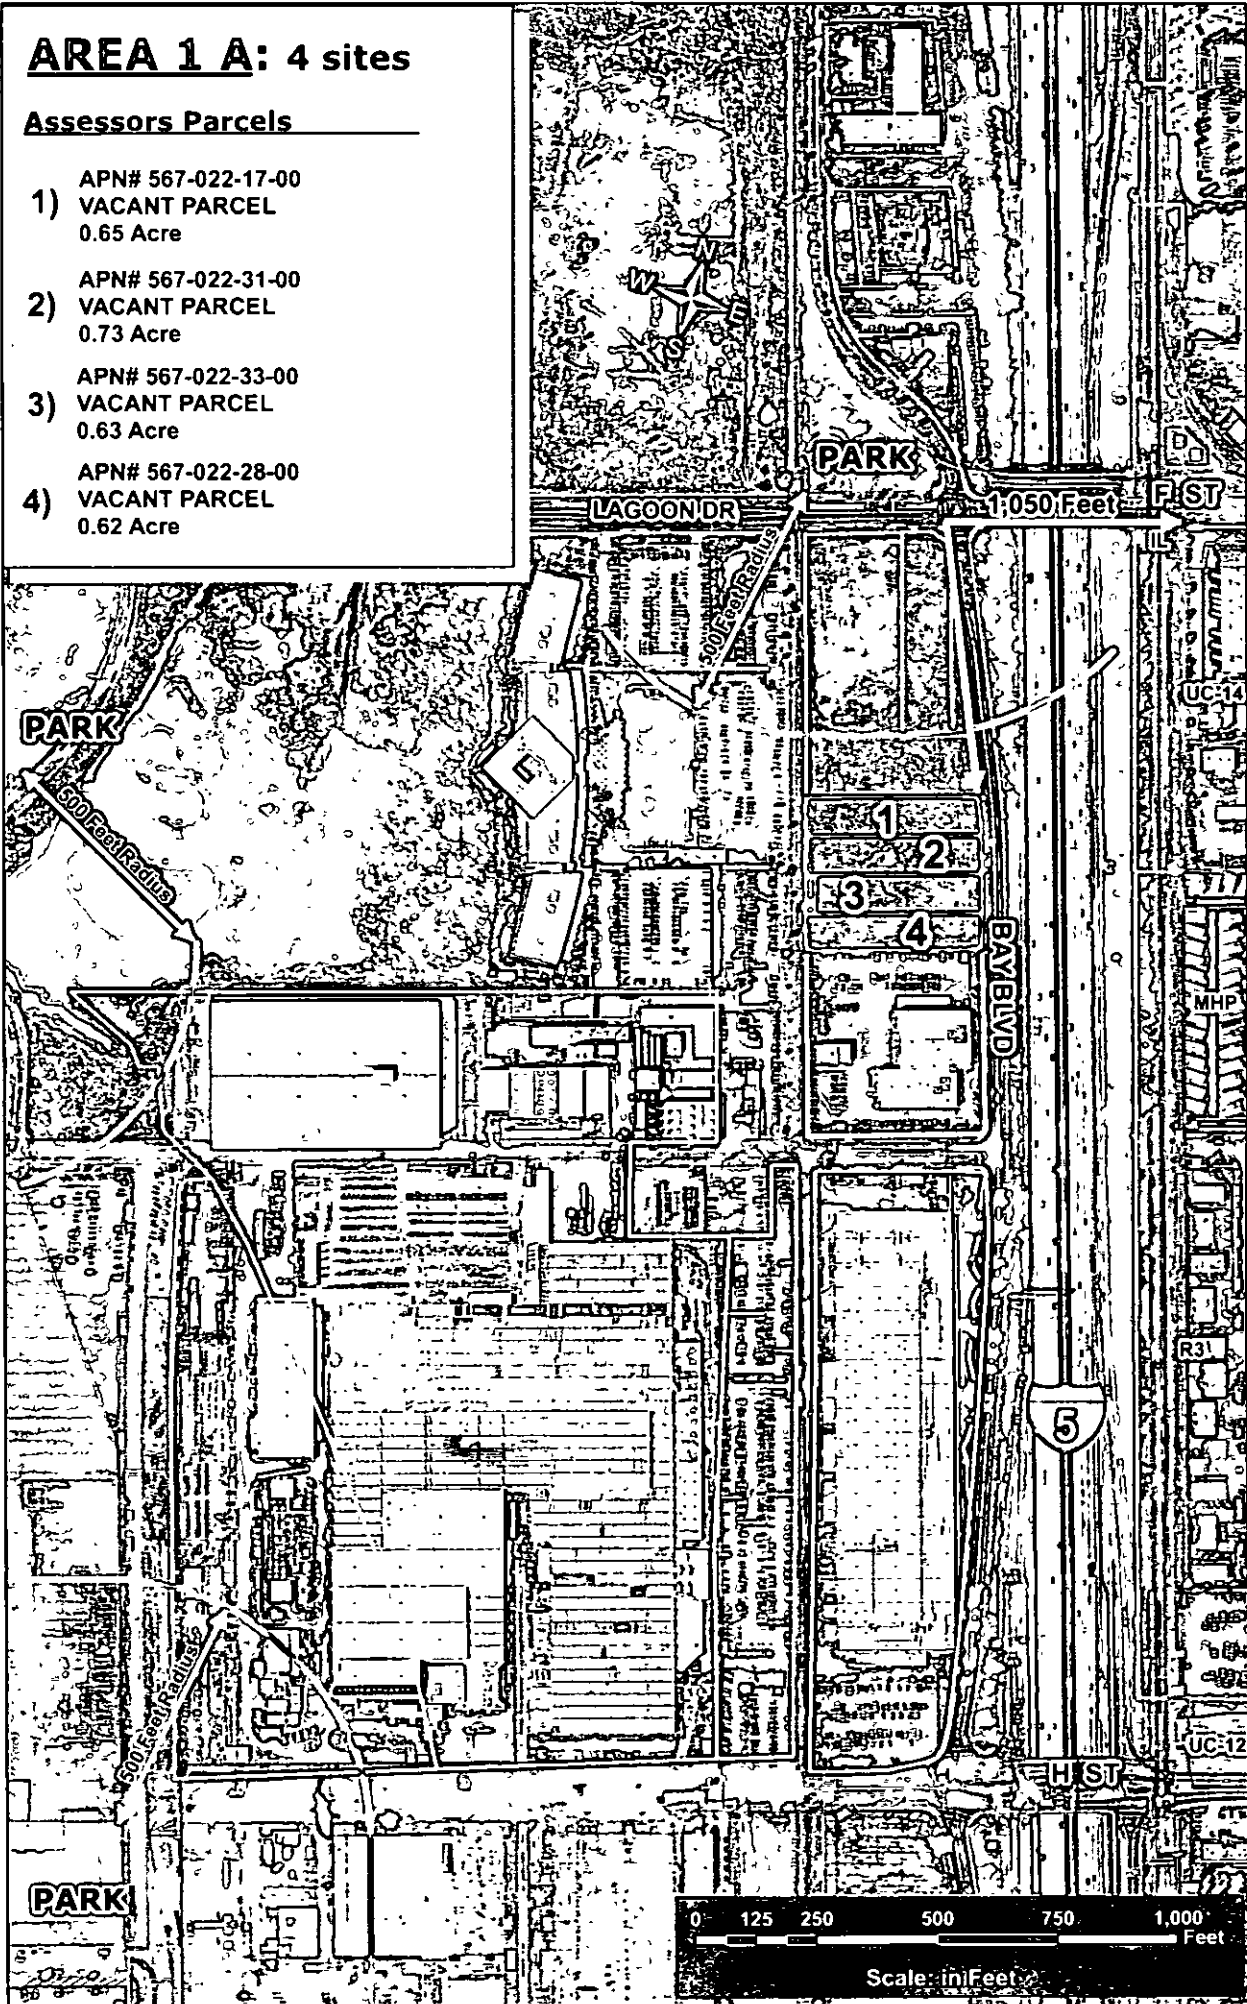 AREA 1 A: 4 sites
Assessors Parcels
1) APN# 567-022-17-00
VACANT PARCEL
0.65 Acre
2) APN# 567-022-31-00
VACANT PARCEL
0.73 Acre
3) APN# 567-022-33-00
VACANT PARCEL
0.63 Acre
4) APN# 567-022-28-00
VACANT PARCEL
0.62 Acre
N
W
E
S
PARK
LAGOON DR
1,050 Feet
F ST
500 Feet Radius
UC-14
PARK
500 Feet Radius
1
2
3
4
BAY BLVD
MHP
R3
5
500 Feet Radius
UC-12
H ST
PARK
0 125 250 500 750 1,000
Feet
Scale: in Feet